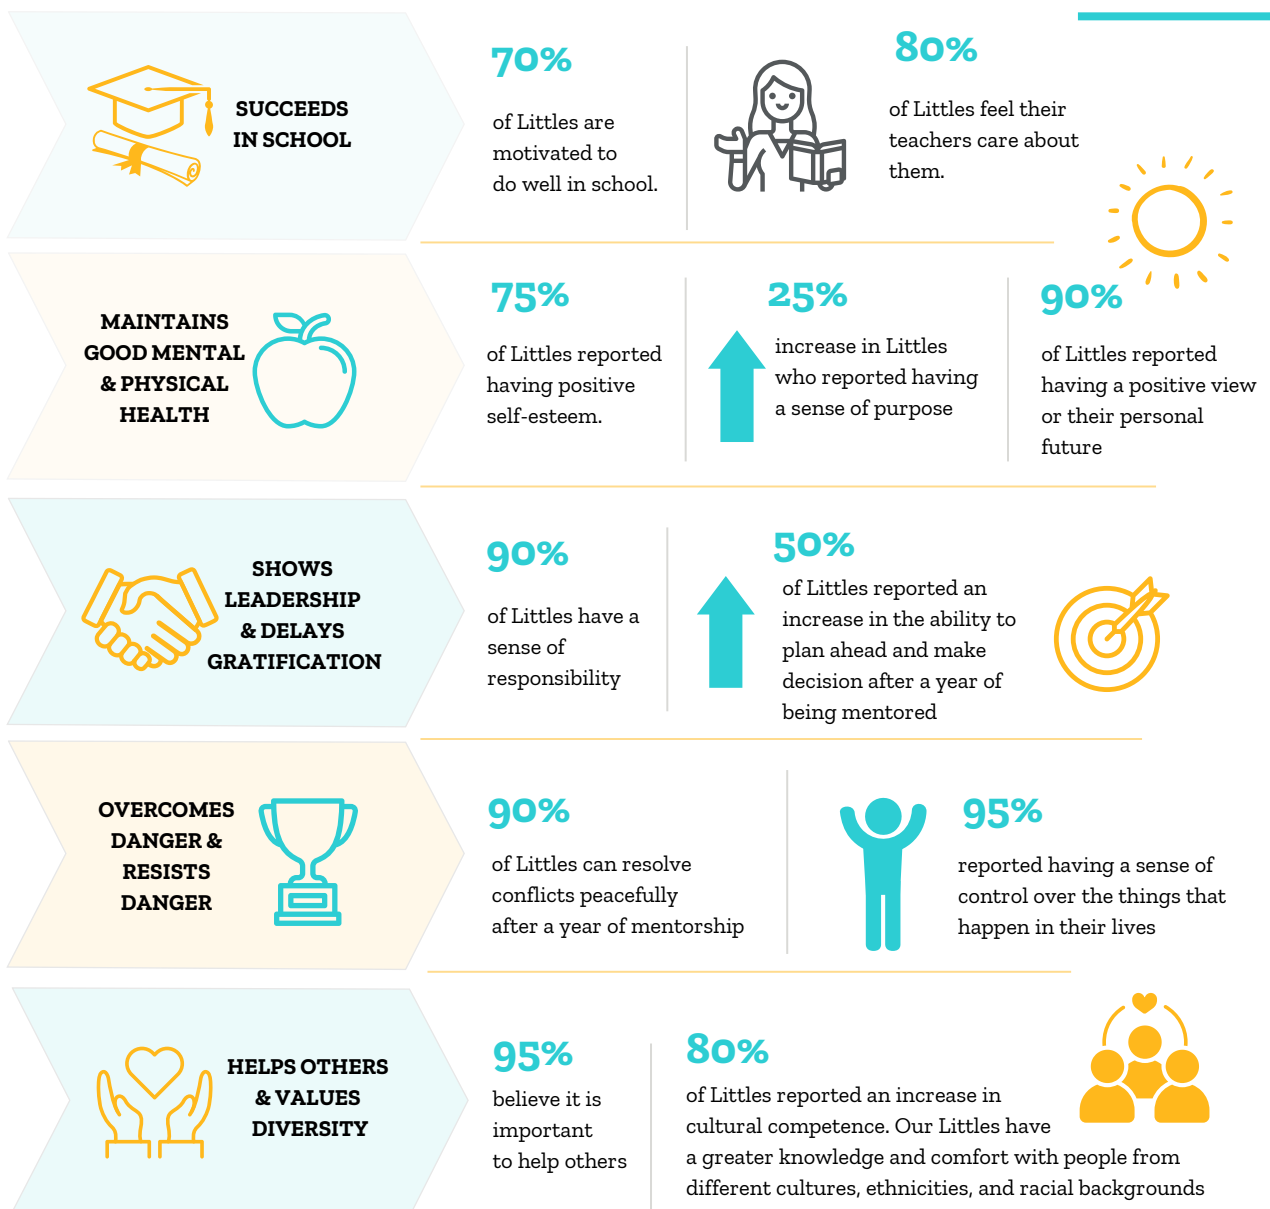 SUCCEEDS
IN SCHOOL
70%
of Littles are
motivated to
do well in school.
80%
of Littles feel their
teachers care about
them.
MAINTAINS
GOOD MENTAL
& PHYSICAL
HEALTH
75%
of Littles reported
having positive
self-esteem.
25%
increase in Littles
who reported having
a sense of purpose
90%
of Littles reported
having a positive view
or their personal
future
SHOWS
LEADERSHIP
& DELAYS
GRATIFICATION
90%
of Littles have a
sense of
responsibility
50%
of Littles reported an
increase in the ability to
plan ahead and make
decision after a year of
being mentored
OVERCOMES
DANGER &
RESISTS
DANGER
90%
of Littles can resolve
conflicts peacefully
after a year of mentorship
95%
reported having a sense of
control over the things that
happen in their lives
HELPS OTHERS
& VALUES
DIVERSITY
95%
believe it is
important
to help others
80%
of Littles reported an increase in
cultural competence. Our Littles have
a greater knowledge and comfort with people from
different cultures, ethnicities, and racial backgrounds